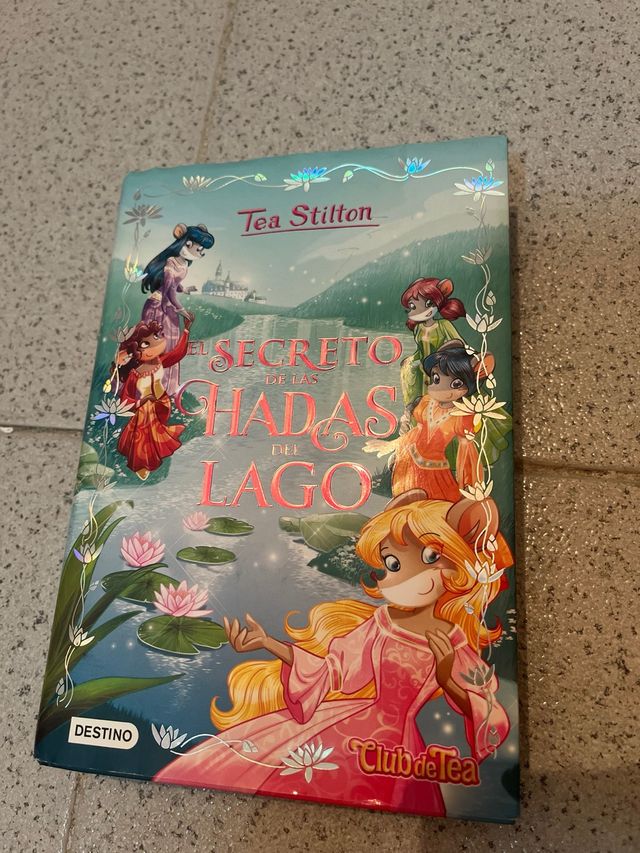 Tea Stilton
EL SECRETO
DE LAS
HADAS
DEL
LAGO
DESTINO
Club de Tea